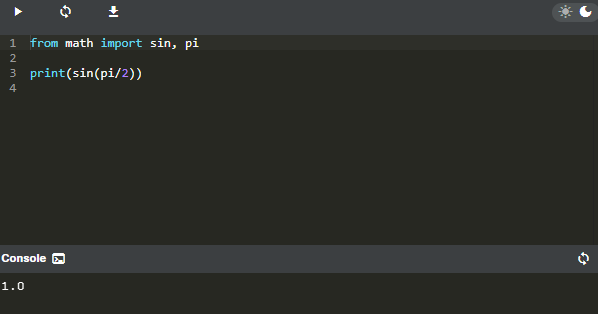 1 from math import sin, pi
2
3 print(sin(pi/2))
4
Console
1.0